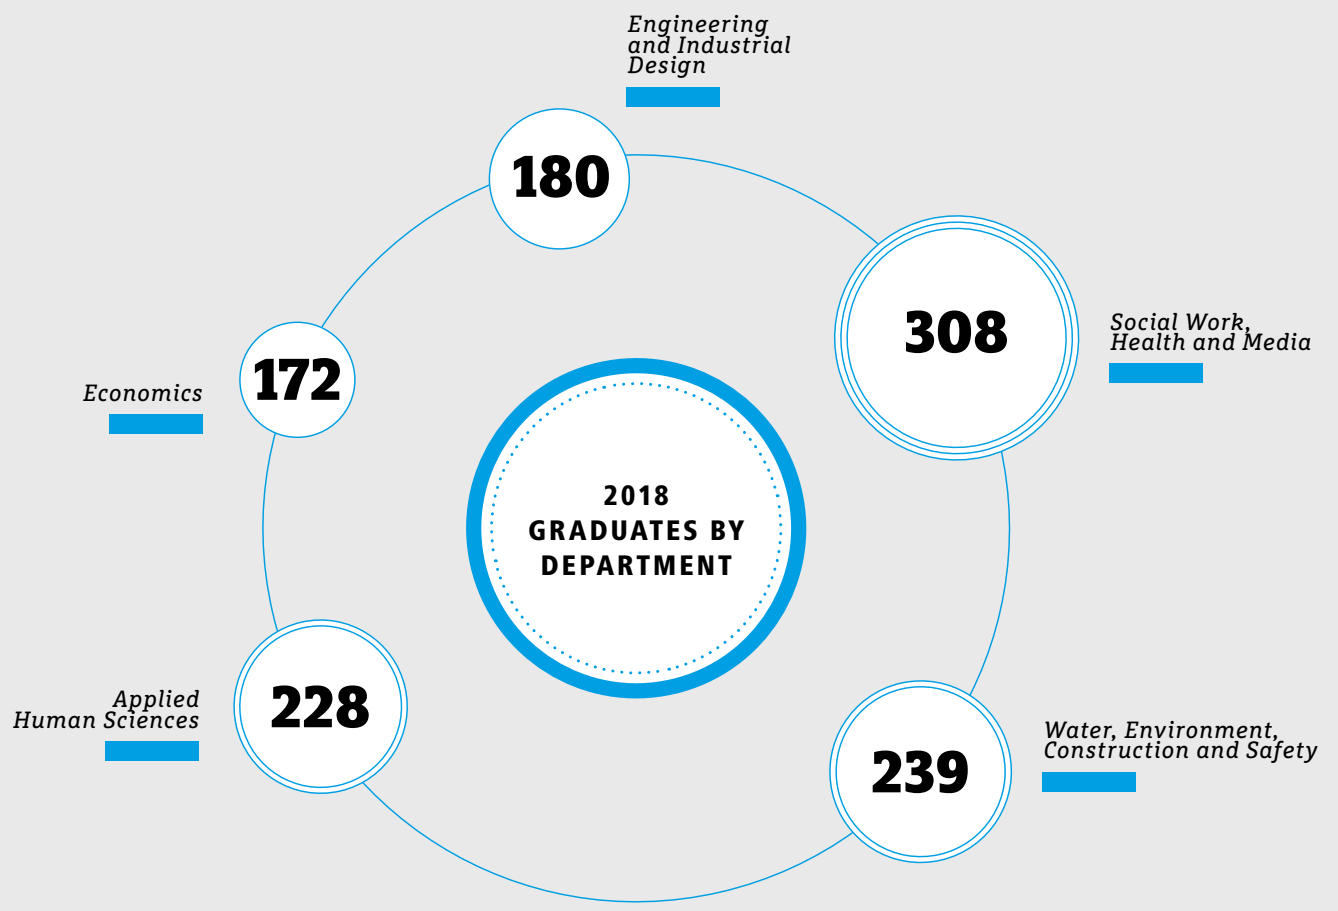 Engineering
and Industrial
Design
180
308
Social Work,
Health and Media
172
Economics
2018
GRADUATES BY
DEPARTMENT
228
Applied
Human Sciences
239
Water, Environment,
Construction and Safety